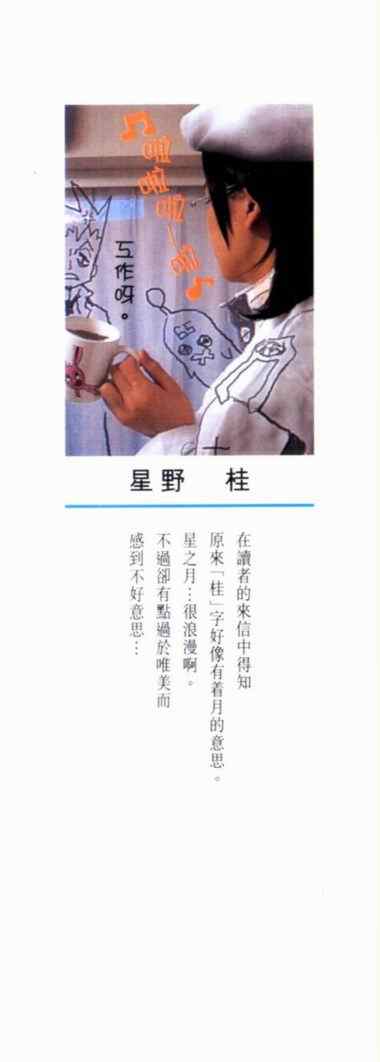 ♪啦
啦
啦～啦♪
工作呀。
星野 桂
在讀者的來信中得知
原來「桂」字好像有着月的意思。
星之月…很浪漫啊。
不過卻有點過於唯美而
感到不好意思…